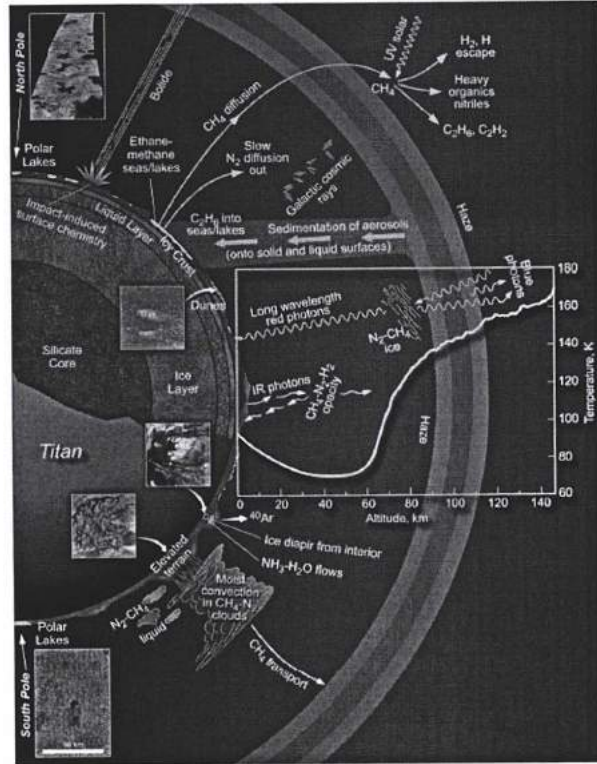 North Pole
Polar
Lakes
Bolide
Ethane-
methane
seas/lakes
CH4 diffusion
Slow
N2 diffusion
out
UV solar
CH4
H2, H
escape
Heavy
organics
nitriles
C2H6, C2H2
Galactic cosmic
rays
Haze
Impact-induced
surface chemistry
Liquid Layer
Icy Crust
C2H6 into
seas/lakes
Sedimentation of aerosols
(onto solid and liquid surfaces)
Dunes
Silicate
Core
Ice
Layer
Titan
Long wavelength
red photons
Blue
photons
N2-CH4
ice
IR photons
CH4-N2-H2
opacity
Haze
180
160
140
120
100
80
60
Temperature, K
0
20
40
60
80
100
120
140
Altitude, km
40Ar
Ice diapir from interior
NH3-H2O flows
Elevated
terrain
N2-CH4
liquid
Moist
convection
in CH4-N
clouds
CH4 transport
Polar
Lakes
South Pole